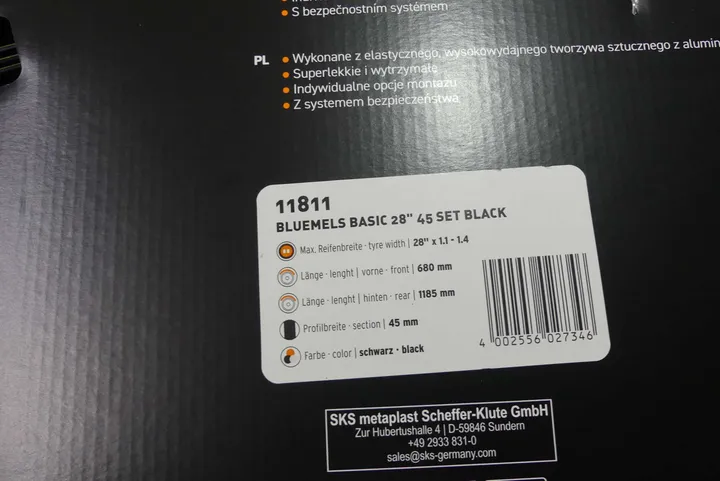 • S bezpečnostním systémem
PL • Wykonane z elastycznego, wysokowydajnego tworzywa sztucznego z
• Superlekkie i wytrzymałe
• Indywidualne opcje montażu
• Z systemem bezpieczeństwa
11811
BLUEMELS BASIC 28" 45 SET BLACK
Max. Reifenbreite · tyre width | 28" x 1.1 - 1.4
Länge · lenght | vorne · front | 680 mm
Länge · lenght | hinten · rear | 1185 mm
Profilbreite · section | 45 mm
Farbe · color | schwarz · black
4 002556 027346
SKS metaplast Scheffer-Klute GmbH
Zur Hubertushalle 4 | D-59846 Sundern
+49 2933 831-0
sales@sks-germany.com